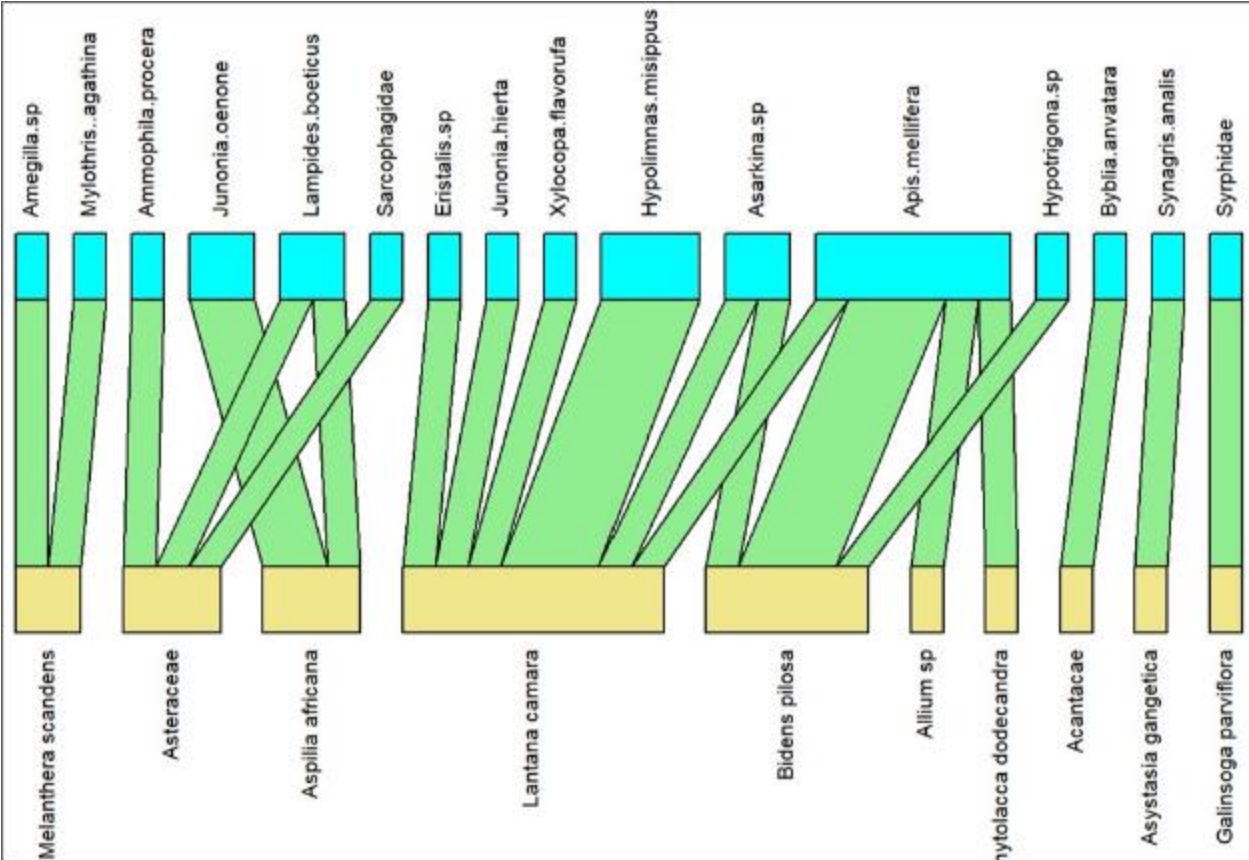 Amegilla.sp
Mylothris..agathina
Ammophila.procera
Junonia.oenone
Lampides.boeticus
Sarcophagidae
Eristalis.sp
Junonia.hierta
Xylocopa.flavorufa
Hypolimnas.misippus
Asarkina.sp
Apis.mellifera
Hypotrigona.sp
Byblia.anvatara
Synagris.analis
Syrphidae
Melanthera scandens
Asteraceae
Aspilia africana
Lantana camara
Bidens pilosa
Allium sp
hytolacca dodecandra
Acantacae
Asystasia gangetica
Galinsoga parviflora